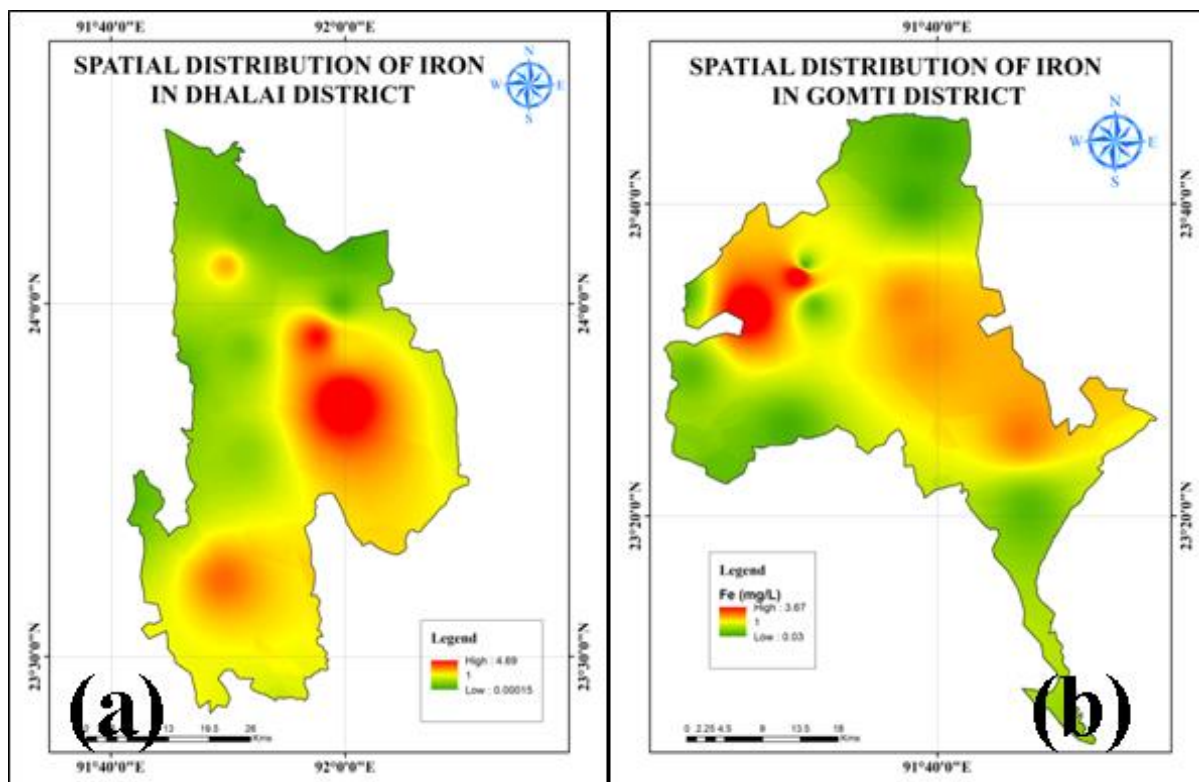 91°40'0"E 92°0'0"E
SPATIAL DISTRIBUTION OF IRON
IN DHALAI DISTRICT
N
W E
S
24°0'0"N 24°0'0"N
23°30'0"N 23°30'0"N
Legend
High : 4.69
1
Low : 0.00015
(a)
0 13 19.5 26
Kms
91°40'0"E 92°0'0"E
91°40'0"E
SPATIAL DISTRIBUTION OF IRON
IN GOMTI DISTRICT
N
W E
S
23°40'0"N 23°40'0"N
23°20'0"N 23°20'0"N
Legend
Fe (mg/L)
High : 3.67
1
Low : 0.03
(b)
0 2.25 4.5 9 13.5 18
Kms
91°40'0"E